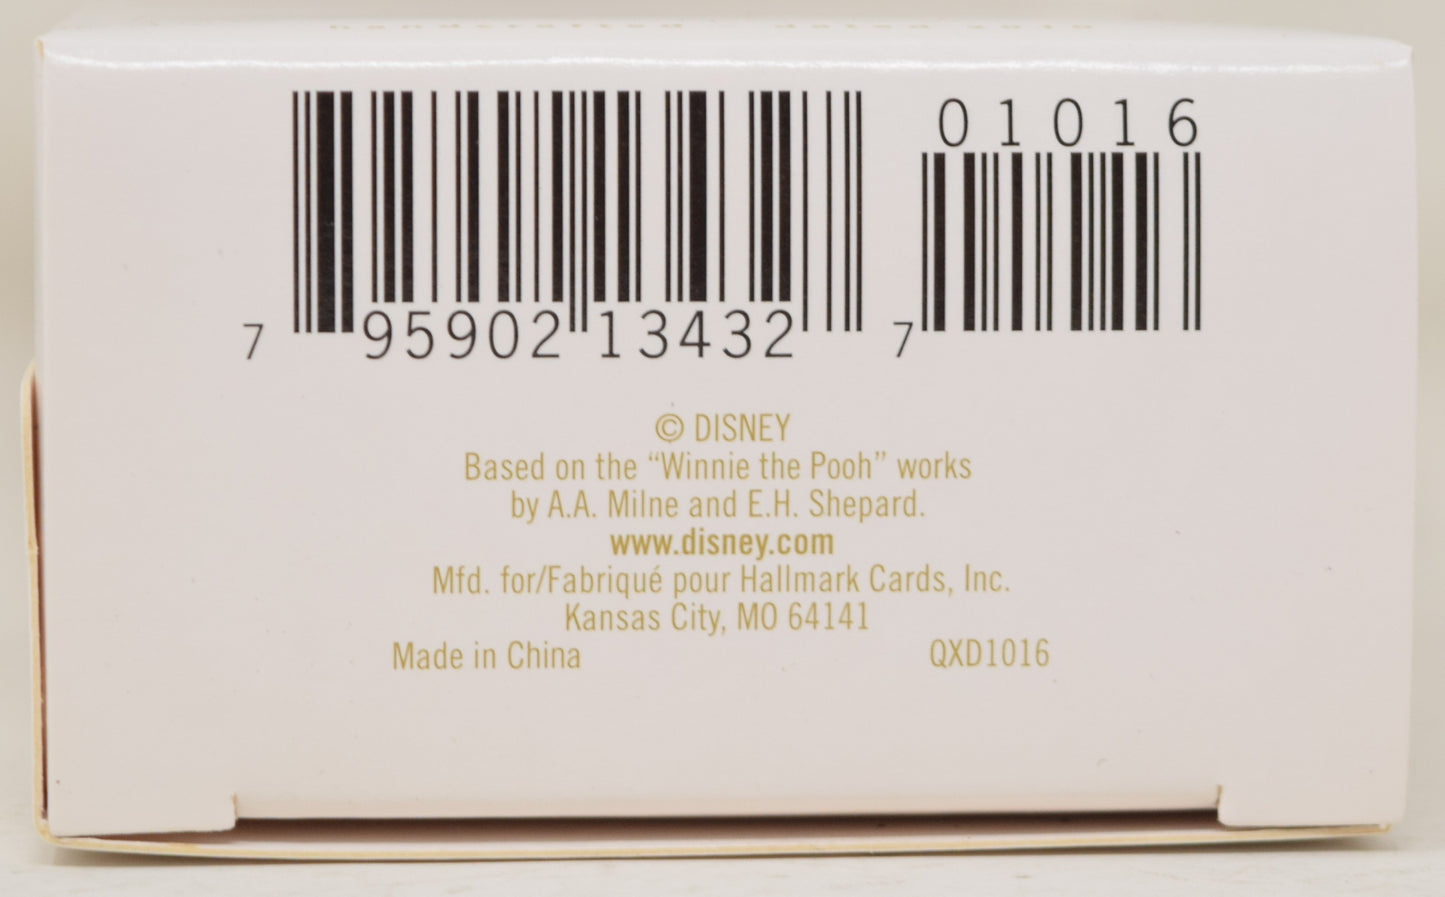 01016
7 95902 13432 7
© DISNEY
Based on the “Winnie the Pooh” works
by A.A. Milne and E.H. Shepard.
www.disney.com
Mfd. for/Fabriqué pour Hallmark Cards, Inc.
Kansas City, MO 64141
Made in China QXD1016